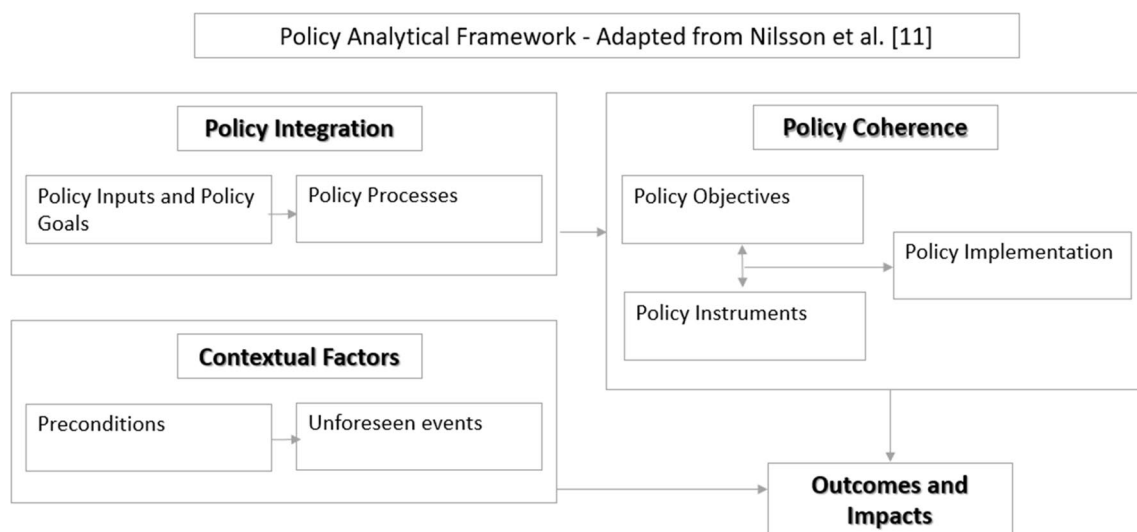 Policy Analytical Framework - Adapted from Nilsson et al. [11]
Policy Integration
Policy Inputs and Policy
Goals
Policy Processes
Policy Coherence
Policy Objectives
Policy Implementation
Policy Instruments
Contextual Factors
Preconditions
Unforeseen events
Outcomes and
Impacts